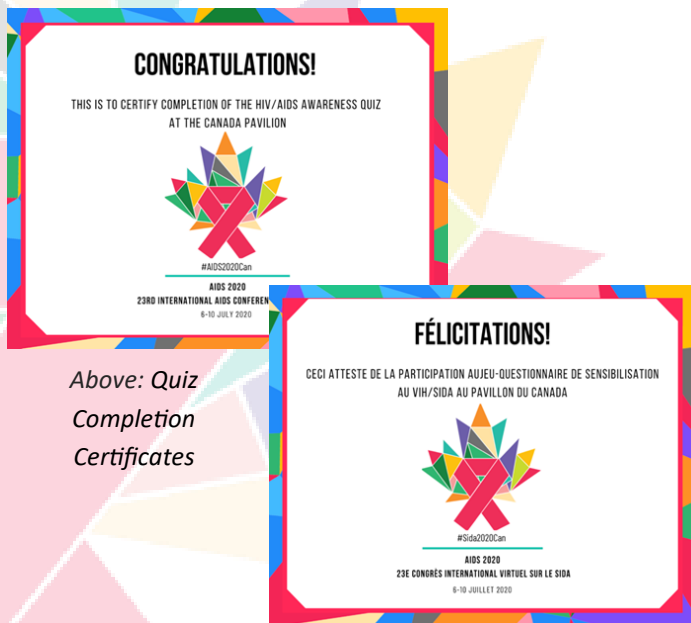 CONGRATULATIONS!
THIS IS TO CERTIFY COMPLETION OF THE HIV/AIDS AWARENESS QUIZ
AT THE CANADA PAVILION
#AIDS2020Can
AIDS 2020
23RD INTERNATIONAL AIDS
6-10 JULY 2020
Above: Quiz
Completion
Certificates
FÉLICITATIONS!
CECI ATTESTE DE LA PARTICIPATION AUJEU-QUESTIONNAIRE DE SENSIBILISATION
AU VIH/SIDA AU PAVILLON DU CANADA
#Sida2020Can
AIDS 2020
23E CONGRÈS INTERNATIONAL VIRTUEL SUR LE SIDA
6-10 JUILLET 2020